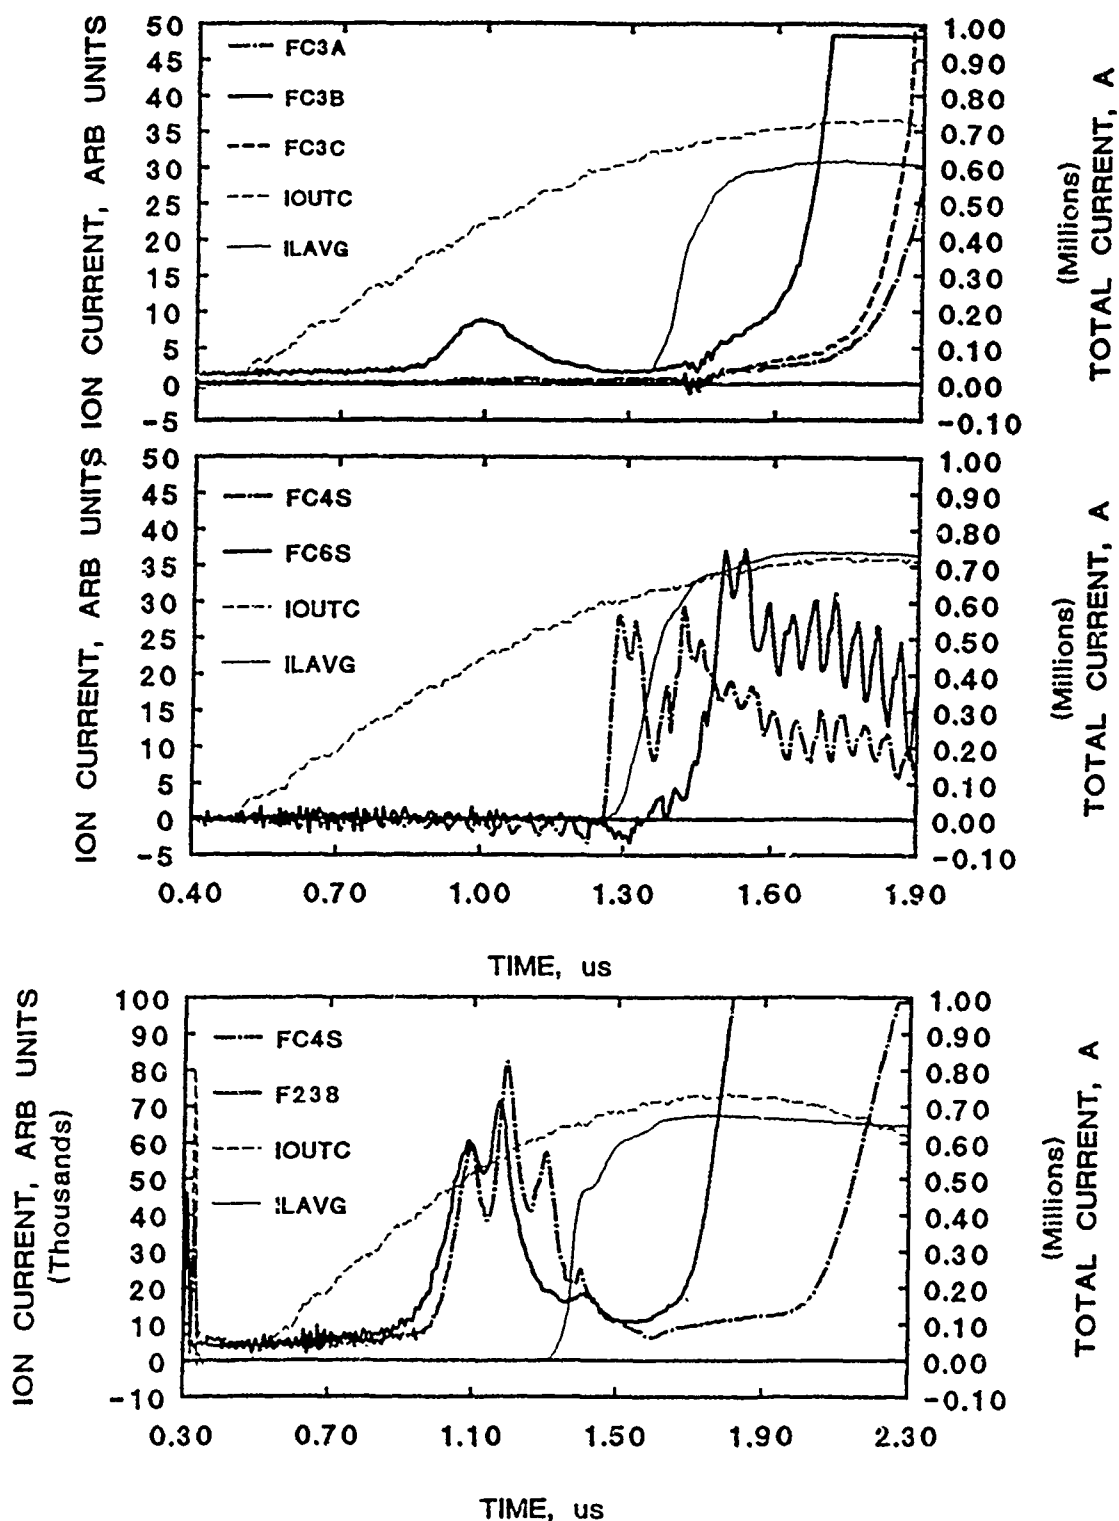 ION CURRENT, ARB UNITS
50
45
40
35
30
25
20
15
10
5
0
-5
FC3A
FC3B
FC3C
IOUTC
ILAVG
1.00
0.90
0.80
0.70
0.60
0.50
0.40
0.30
0.20
0.10
0.00
-0.10
(Millions)
TOTAL CURRENT, A
ION CURRENT, ARB UNITS
50
45
40
35
30
25
20
15
10
5
0
-5
FC4S
FC6S
IOUTC
ILAVG
1.00
0.90
0.80
0.70
0.60
0.50
0.40
0.30
0.20
0.10
0.00
-0.10
(Millions)
TOTAL CURRENT, A
0.40 0.70 1.00 1.30 1.60 1.90
TIME, us
ION CURRENT, ARB UNITS
(Thousands)
100
90
80
70
60
50
40
30
20
10
0
-10
FC4S
F238
IOUTC
ILAVG
1.00
0.90
0.80
0.70
0.60
0.50
0.40
0.30
0.20
0.10
0.00
-0.10
(Millions)
TOTAL CURRENT, A
0.30 0.70 1.10 1.50 1.90 2.30
TIME, us